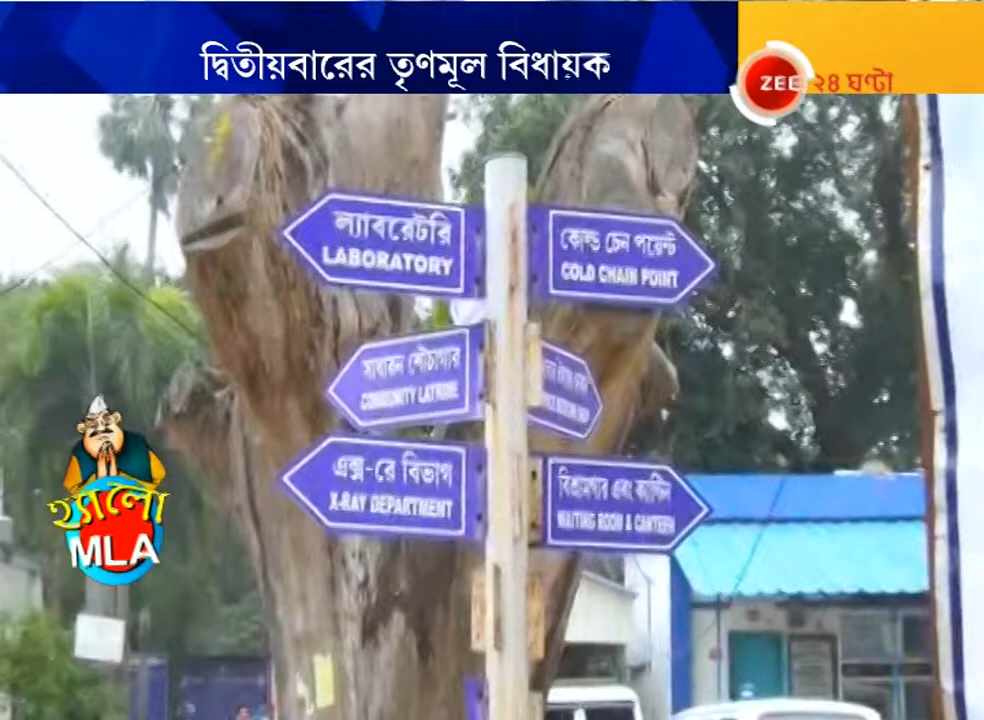 দ্বিতীয়বারের তৃণমূল বিধায়ক
ZEE ২৪ ঘণ্টা
ল্যাবরেটরি
LABORATORY
কোল্ড চেন পয়েন্ট
COLD CHAIN POINT
সাধারন শৌচাগার
COMMUNITY LATRINE
এক্স-রে বিভাগ
X-RAY DEPARTMENT
বিশ্রামাগার এবং ক্যান্টিন
WAITING ROOM & CANTEEN
হ্যালো
MLA